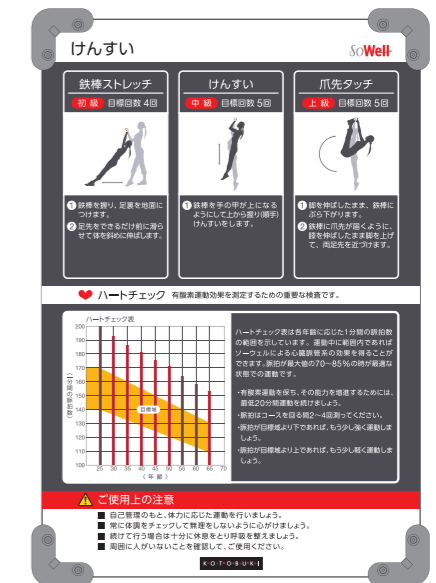 けんすい
SOWell
鉄棒ストレッチ
初 級 目標回数 4回
1 鉄棒を握り、足裏を地面に
つけます。
2 足先をできるだけ前に滑ら
せて体を斜めに伸ばします。
けんすい
中 級 目標回数 5回
1 鉄棒を手の甲が上になる
ようにして上から握り(順手)
けんすいをします。
爪先タッチ
上 級 目標回数 5回
1 脚を伸ばしたまま、鉄棒に
ぶら下がります。
2 鉄棒に爪先が届くように、
膝を伸ばしたまま脚を上げ
て、両足先を近づけます。
ハートチェック 有酸素運動効果を測定するための重要な検査です。
ハートチェック表
200
190
180
170
160
150
140
130
120
110
100
目標域
25 30 35 40 45 50 55 60 65 70
(年 齢)
ハートチェック表は各年齢に応じた1分間の脈拍数
の範囲を示しています。運動中に範囲内であれば
ソーウェルによる心臓脈管系の効果を得ることが
できます。脈拍が最大値の70~85%の時が最適な
状態での運動です。
・有酸素運動を保ち、その能力を増進するためには、
最低20分間運動を続けましょう。
・脈拍はコースを回る間2~4回測ってください。
・脈拍が目標域より下であれば、もう少し強く運動しま
しょう。
・脈拍が目標域より上であれば、もう少し軽く運動しま
しょう。
ご使用上の注意
■ 自己管理のもと、体力に応じた運動を行いましょう。
■ 常に体調をチェックして無理をしないように心がけましょう。
■ 続けて行う場合は十分に休息をとり呼吸を整えましょう。
■ 周囲に人がいないことを確認して、ご使用ください。
K・O・T・O・B・U・K・I